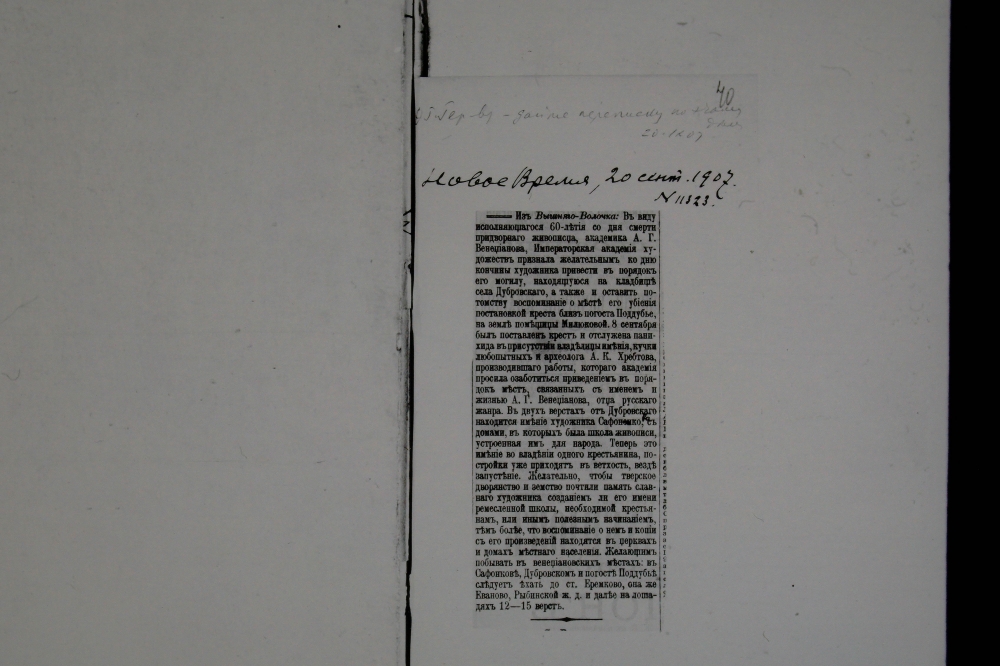 40
20-IX07
Новое Время, 20 сент. 1907.
N 11323.
Изъ Вышняго-Волочка: Въ виду
исполняющагося 60-лѣтія со дня смерти
придворнаго живописца, академика А. Г.
Венеціанова, Императорская академія ху-
дожествъ признала желательнымъ ко дню
кончины художника привести въ порядокъ
его могилу, находящуюся на кладбищѣ
села Дубровскаго, а также и оставить по-
томству воспоминаніе о мѣстѣ его убіенія
постановкой креста близъ погоста Поддубье,
на землѣ помѣщицы Милюковой. 8 сентября
былъ поставленъ крестъ и отслужена пани-
хида въ присутствіи владѣлицы имѣнія, кучки
любопытныхъ и археолога А. К. Хребтова,
производившаго работы, котораго академія
просила озаботиться приведеніемъ въ поря-
докъ мѣстъ, связанныхъ съ именемъ и
жизнью А. Г. Венеціанова, отца русскаго
жанра. Въ двухъ верстахъ отъ Дубровскаго
находится имѣніе художника Сафонко, съ
домами, въ которыхъ была школа живописи,
устроенная имъ для народа. Теперь это
имѣніе во владѣніи одного крестьянина, по-
стройки уже приходятъ въ ветхость, вездѣ
запустѣніе. Желательно, чтобы тверское
дворянство и земство почтили память слав-
наго художника созданіемъ ли его имени
ремесленной школы, необходимой крестья-
намъ, или инымъ полезнымъ начинаніемъ,
тѣмъ болѣе, что воспоминаніе о немъ и копіи
съ его произведеній находятся въ церквахъ
и домахъ мѣстнаго населенія. Желающимъ
побывать въ венеціановскихъ мѣстахъ: въ
Сафонковѣ, Дубровскомъ и погостѣ Поддубьѣ
слѣдуетъ ѣхать до ст. Еремково, она же
Еваново, Рыбинской ж. д. и далѣе на лоша-
дяхъ 12—15 верстъ.